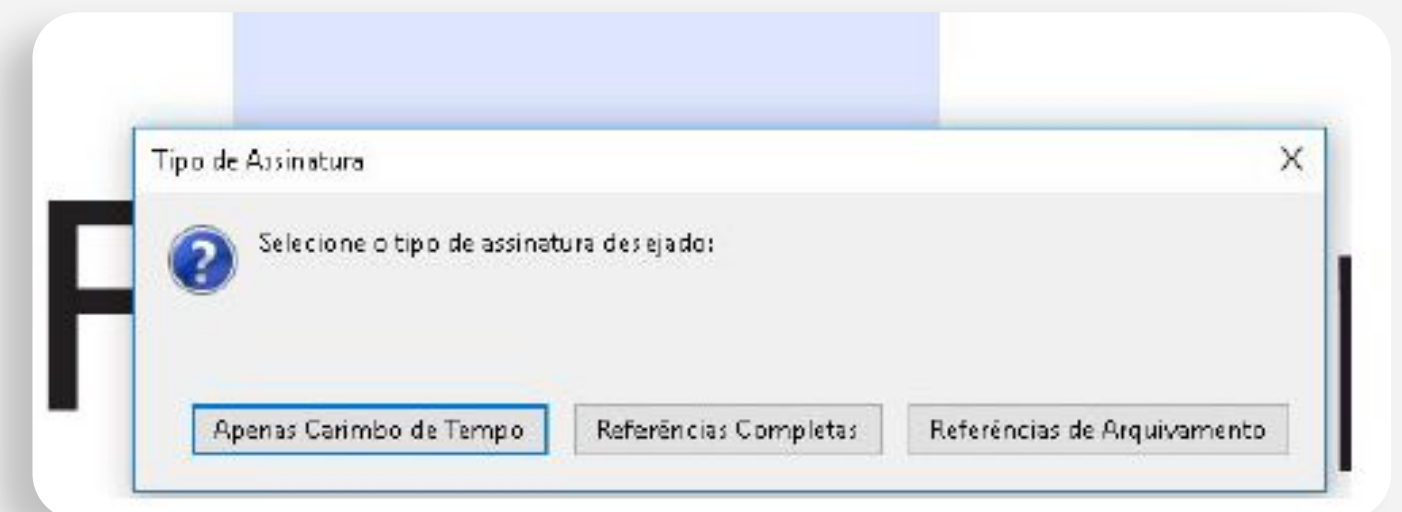 Tipo de Assinatura
Selecione o tipo de assinatura desejado:
Apenas Carimbo de Tempo
Referências Completas
Referências de Arquivamento